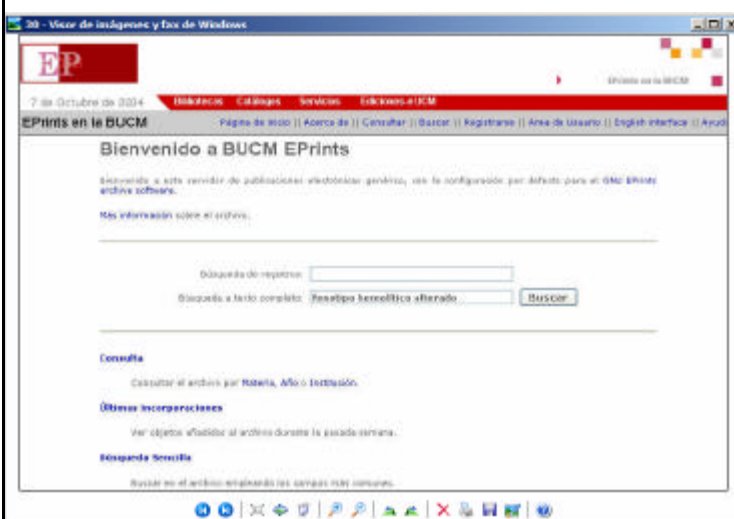 30 - Visor de imágenes y fax de Windows
EP
EPrints en la BUCM
7 de Octubre de 2004
Bibliotecas Catálogos Servicios Ediciones-eUCM
EPrints en la BUCM
Página de inicio || Acerca de || Consultar || Buscar || Registrarse || Area de Usuario || English interface || Ayud
Bienvenido a BUCM EPrints
Bienvenido a este servidor de publicaciones electrónicas genérico, con la configuración por defecto para el GNU EPrints
archive software.
Más información sobre el archivo.
Búsqueda de registros:
Búsqueda a texto completo: fenotipo hemolítico alterado Buscar
Consulta
Consultar el archivo por Materia, Año o Institución.
Últimas incorporaciones
Ver objetos añadidos al archivo durante la pasada semana.
Búsqueda Sencilla
Buscar en el archivo empleando los campos más comunes.